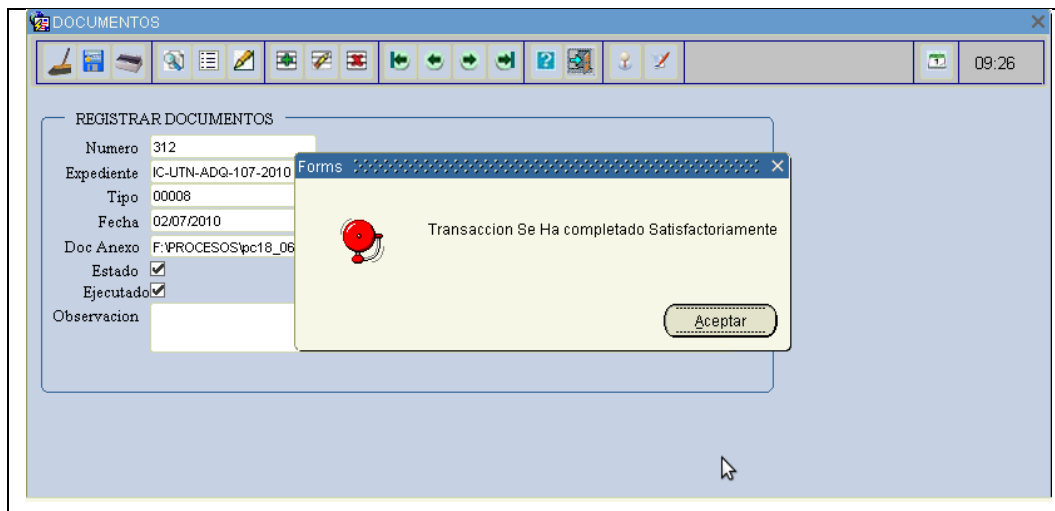 DOCUMENTOS
09:26
REGISTRAR DOCUMENTOS
Numero 312
Expediente IC-UTN-ADQ-107-2010
Tipo 00008
Fecha 02/07/2010
Doc Anexo F:\PROCESOS\pc18_06
Estado
Ejecutado
Observacion
Forms
Transaccion Se Ha completado Satisfactoriamente
Aceptar